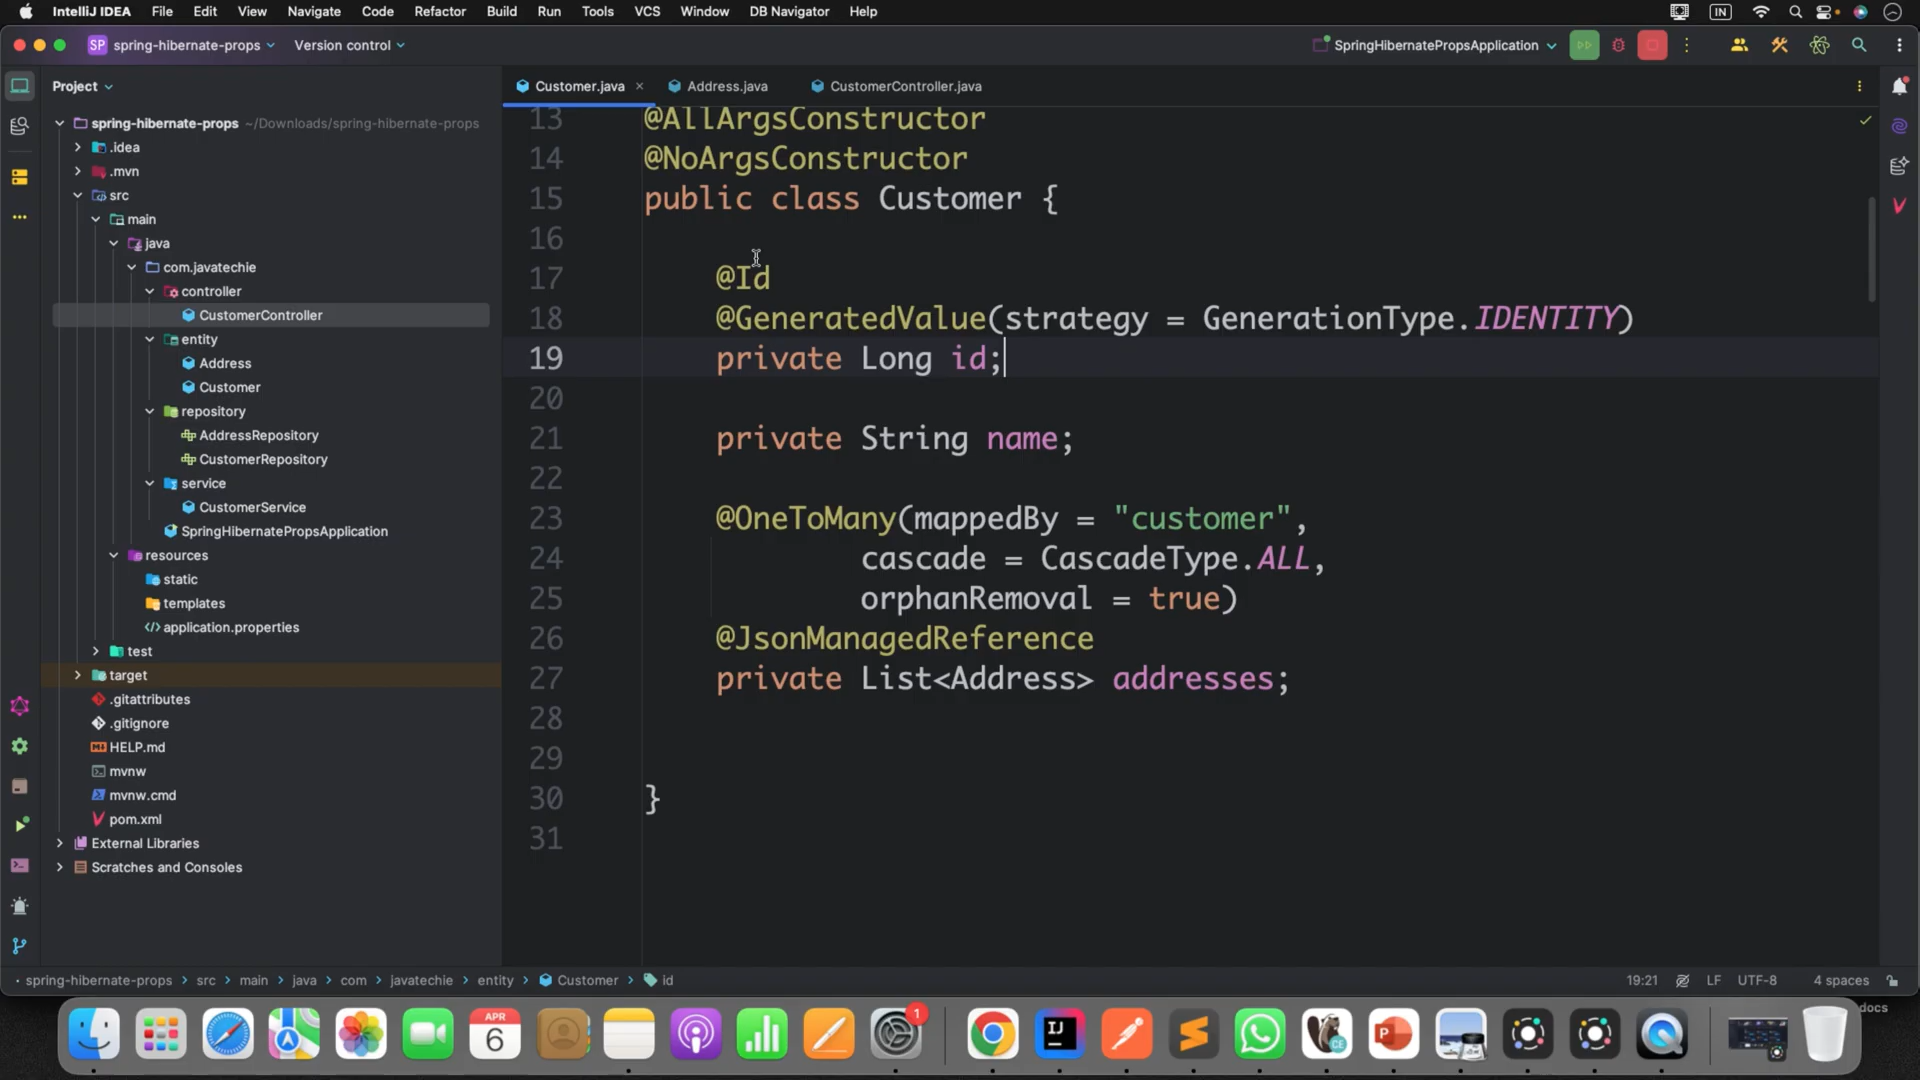 IntelliJ IDEA File Edit View Navigate Code Refactor Build Run Tools VCS Window DB Navigator Help IN
SP spring-hibernate-props Version control SpringHibernatePropsApplication
Project
Customer.java Address.java CustomerController.java
spring-hibernate-props ~/Downloads/spring-hibernate-props
.idea
.mvn
src
main
java
com.javatechie
controller
CustomerController
entity
Address
Customer
repository
AddressRepository
CustomerRepository
service
CustomerService
SpringHibernatePropsApplication
resources
static
templates
application.properties
test
target
.gitattributes
.gitignore
HELP.md
mvnw
mvnw.cmd
pom.xml
External Libraries
Scratches and Consoles
13 @AllArgsConstructor
14 @NoArgsConstructor
15 public class Customer {
16
17 @Id
18 @GeneratedValue(strategy = GenerationType.IDENTITY)
19 private Long id;
20
21 private String name;
22
23 @OneToMany(mappedBy = "customer",
24 cascade = CascadeType.ALL,
25 orphanRemoval = true)
26 @JsonManagedReference
27 private List<Address> addresses;
28
29
30 }
31
spring-hibernate-props > src > main > java > com > javatechie > entity > Customer > id 19:21 LF UTF-8 4 spaces
docs
APR
6
1
IJ
CE
P